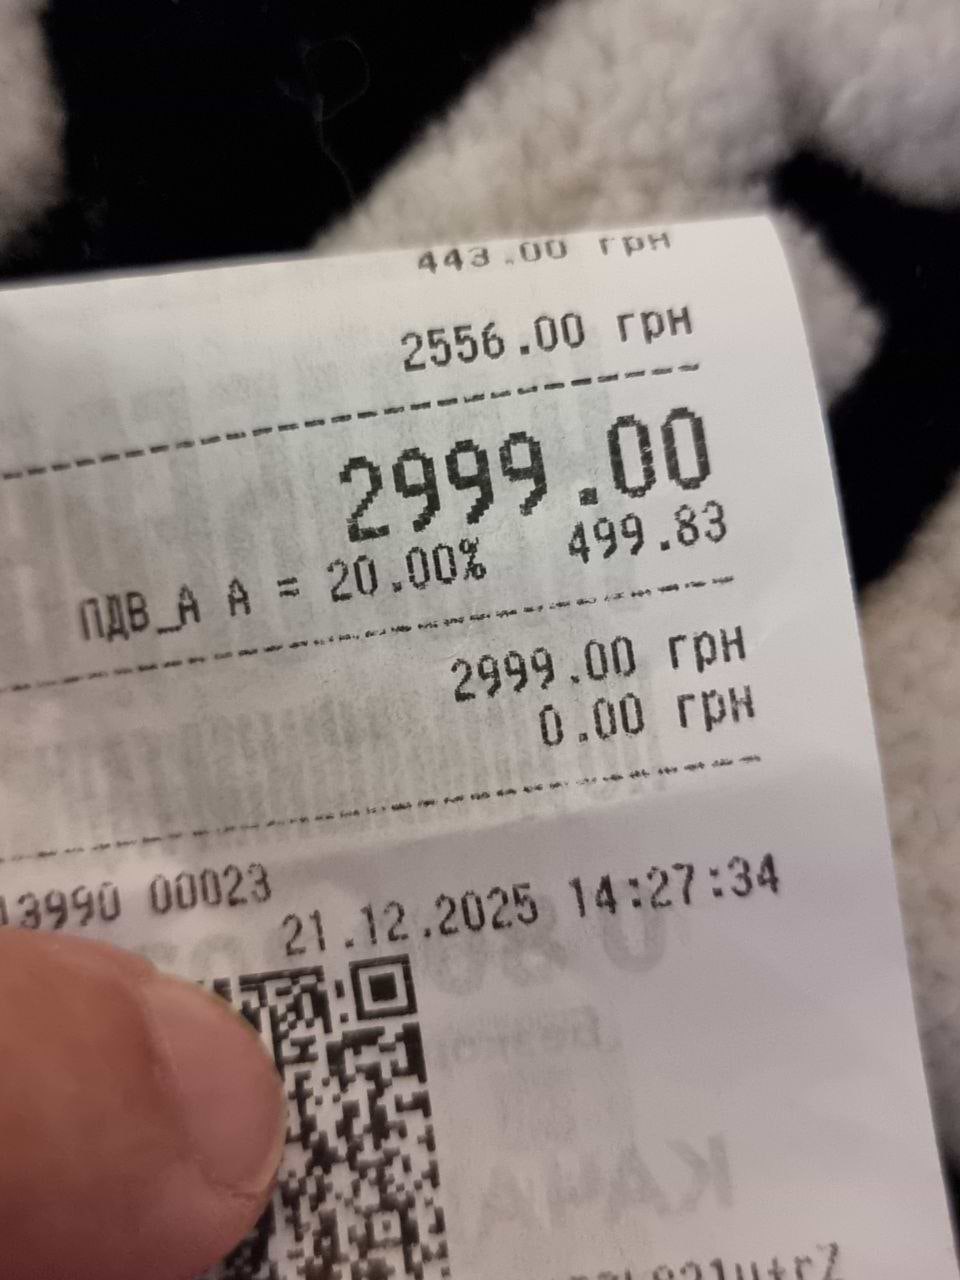 443.00 грн
2556.00 грн
2999.00
ПДВ_А А = 20.00% 499.83
2999.00 грн
0.00 грн
13990 00023
21.12.2025 14:27:34